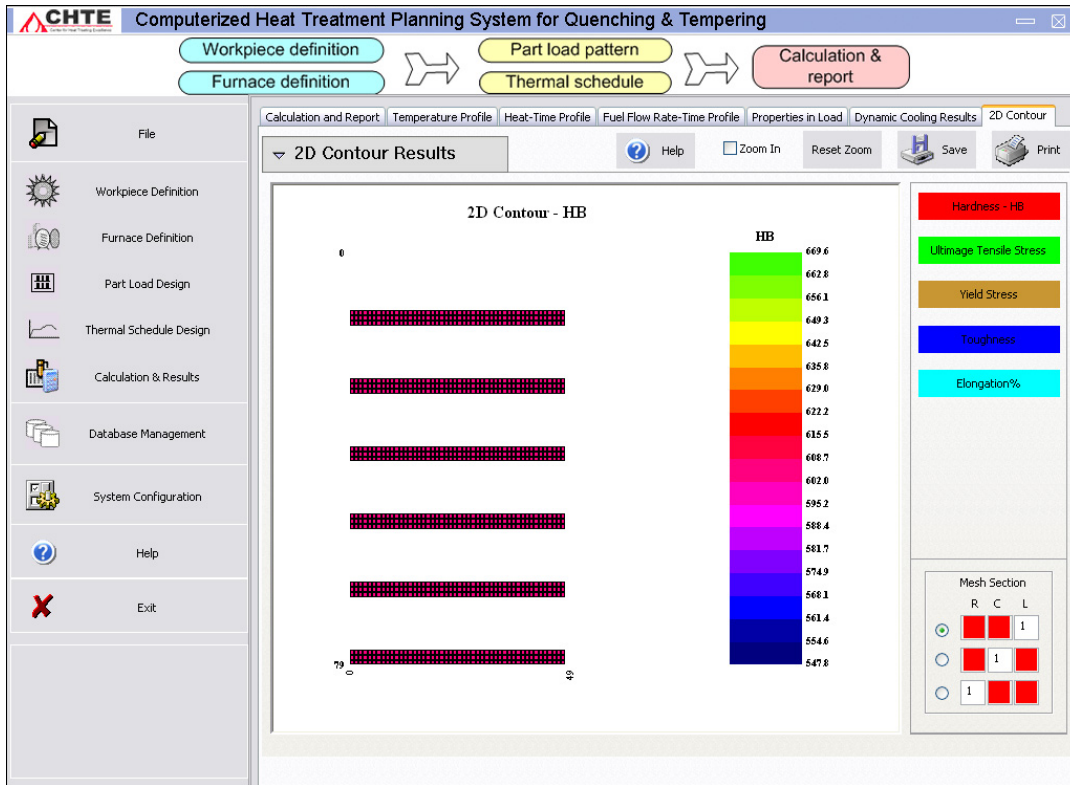 CHTE Computerized Heat Treatment Planning System for Quenching & Tempering
Workpiece definition
Furnace definition
Part load pattern
Thermal schedule
Calculation &
report
File
Workpiece Definition
Furnace Definition
Part Load Design
Thermal Schedule Design
Calculation & Results
Database Management
System Configuration
Help
Exit
Calculation and Report Temperature Profile Heat-Time Profile Fuel Flow Rate-Time Profile Properties in Load Dynamic Cooling Results 2D Contour
2D Contour Results
Help Zoom In Reset Zoom Save Print
2D Contour - HB
0
79
0
49
HB
669.6
662.8
656.1
649.3
642.5
635.8
629.0
622.2
615.5
608.7
602.0
595.2
588.4
581.7
574.9
568.1
561.4
554.6
547.8
Hardness - HB
Ultimage Tensile Stress
Yield Stress
Toughness
Elongation%
Mesh Section
R C L
1
1
1